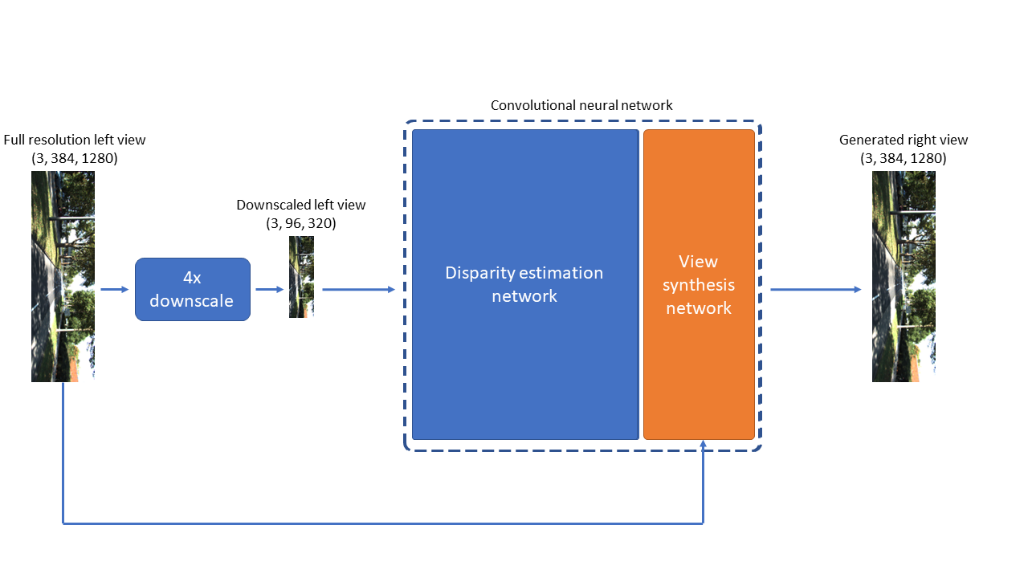 Convolutional neural network
Full resolution left view
(3, 384, 1280)
Generated right view
(3, 384, 1280)
Downscaled left view
(3, 96, 320)
4x
downscale
Disparity estimation
network
View
synthesis
network